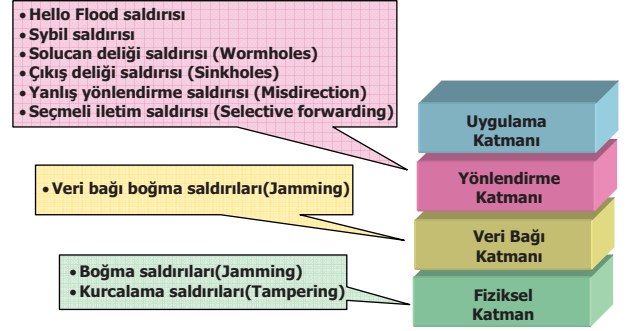 • Hello Flood saldırısı
• Sybil saldırısı
• Solucan deliği saldırısı (Wormholes)
• Çıkış deliği saldırısı (Sinkholes)
• Yanlış yönlendirme saldırısı (Misdirection)
• Seçmeli iletim saldırısı (Selective forwarding)
Uygulama
Katmanı
Yönlendirme
Katmanı
• Veri bağı boğma saldırıları(Jamming)
Veri Bağı
Katmanı
• Boğma saldırıları(Jamming)
• Kurcalama saldırıları(Tampering)
Fiziksel
Katman